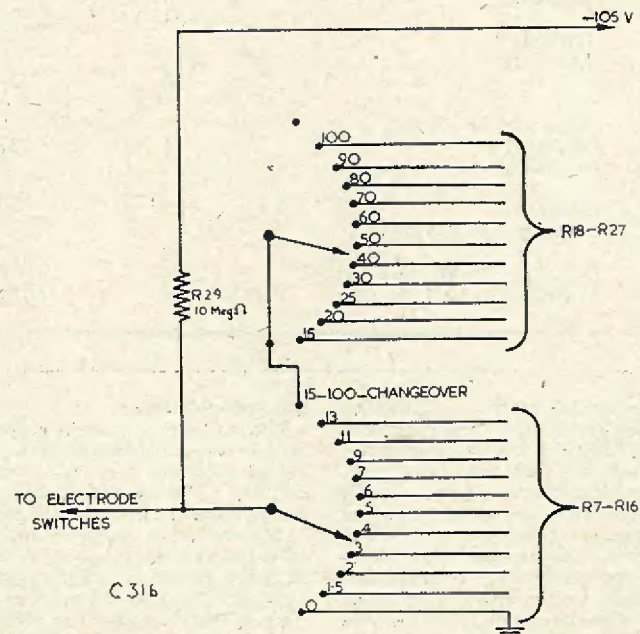 -105 V
100
90
80
70
60
50
40
30
25
20
15
R18-R27
R29
10 MegΩ
15-100-CHANGEOVER
13
11
9
7
6
5
4
3
2
1·5
0
R7-R16
TO ELECTRODE
SWITCHES
C316